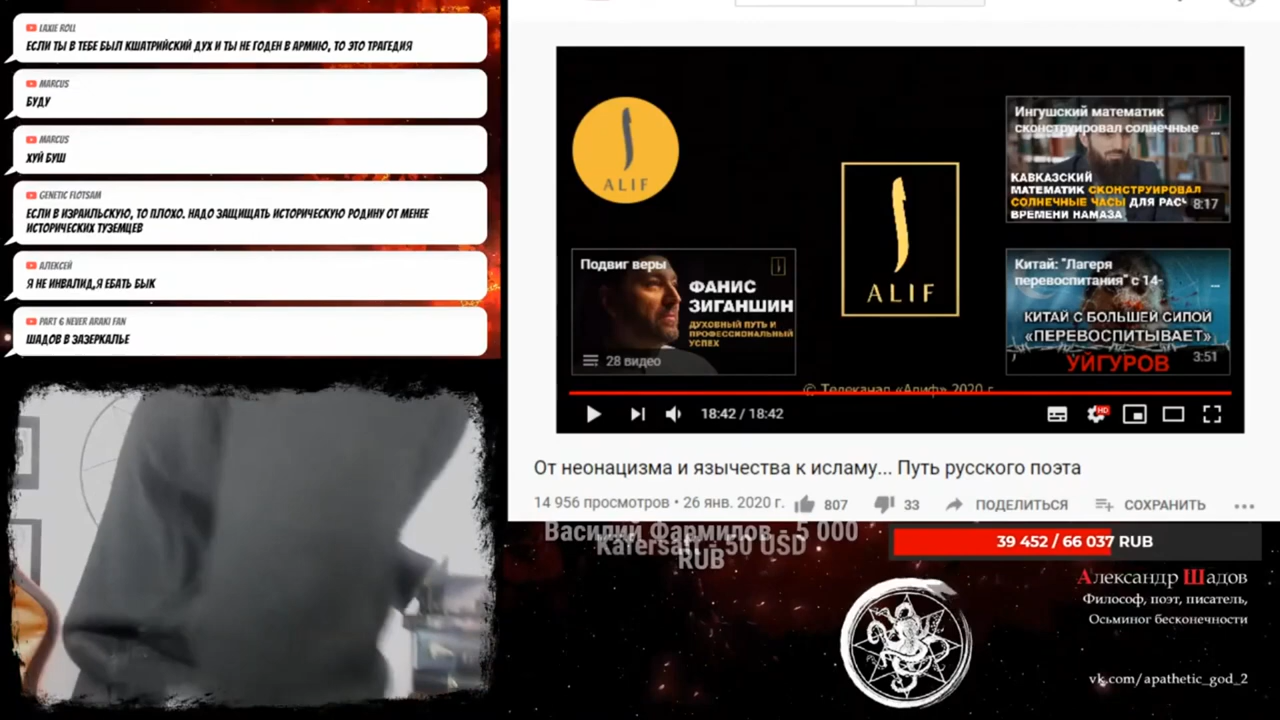 LAXIE ROLL
ЕСЛИ ТЫ В ТЕБЕ БЫЛ КШАТРИЙСКИЙ ДУХ И ТЫ НЕ ГОДЕН В АРМИЮ, ТО ЭТО ТРАГЕДИЯ
MARCUS
БУДУ
MARCUS
ХУЙ БУШ
GENETIC FLOTSAM
ЕСЛИ В ИЗРАИЛЬСКУЮ, ТО ПЛОХО. НАДО ЗАЩИЩАТЬ ИСТОРИЧЕСКУЮ РОДИНУ ОТ МЕНЕЕ
ИСТОРИЧЕСКИХ ТУЗЕМЦЕВ
АЛЕКСЕЙ
Я НЕ ИНВАЛИД,Я ЕБАТЬ БЫК
PART 6 NEVER ARAKI FAN
ШАДОВ В ЗАЗЕРКАЛЬЕ
ALIF
ALIF
Ингушский математик
сконструировал солнечные ...
КАВКАЗСКИЙ
МАТЕМАТИК СКОНСТРУИРОВАЛ
СОЛНЕЧНЫЕ ЧАСЫ ДЛЯ РАСЧ
ВРЕМЕНИ НАМАЗА
8:17
Подвиг веры
ФАНИС
ЗИГАНШИН
ДУХОВНЫЙ ПУТЬ И
ПРОФЕССИОНАЛЬНЫЙ
УСПЕХ
28 видео
Китай: "Лагеря
перевоспитания" с 14- ...
КИТАЙ С БОЛЬШЕЙ СИЛОЙ
«ПЕРЕВОСПИТЫВАЕТ»
УЙГУРОВ
3:51
© Телеканал «Алиф» 2020 г.
18:42 / 18:42
HD
От неонацизма и язычества к исламу... Путь русского поэта
14 956 просмотров • 26 янв. 2020 г.
807
33
ПОДЕЛИТЬСЯ
СОХРАНИТЬ
Василий Фармилов - 5 000
RUB
Kafersat - 50 USD
39 452 / 66 037 RUB
Александр Шадов
Философ, поэт, писатель,
Осьминог бесконечности
vk.com/apathetic_god_2